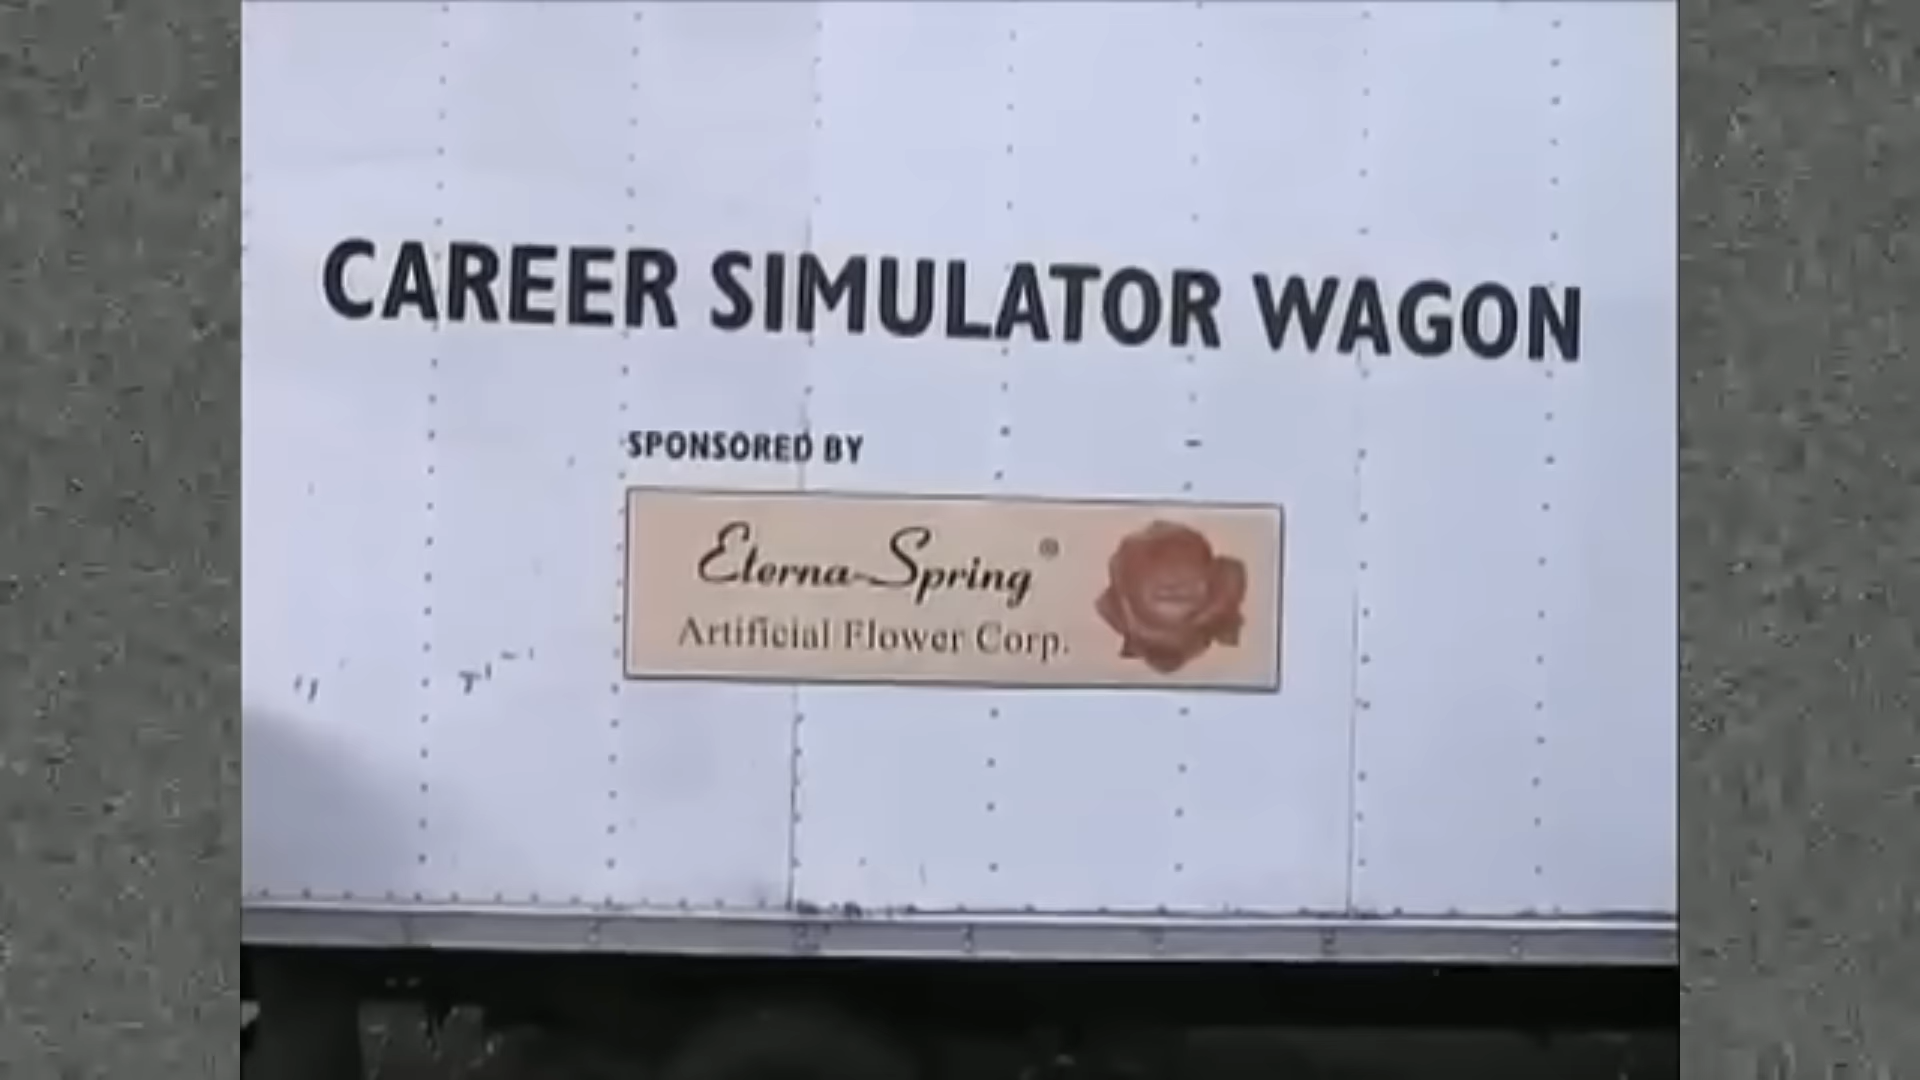 CAREER SIMULATOR WAGON
SPONSORED BY
Eterna-Spring®
Artificial Flower Corp.